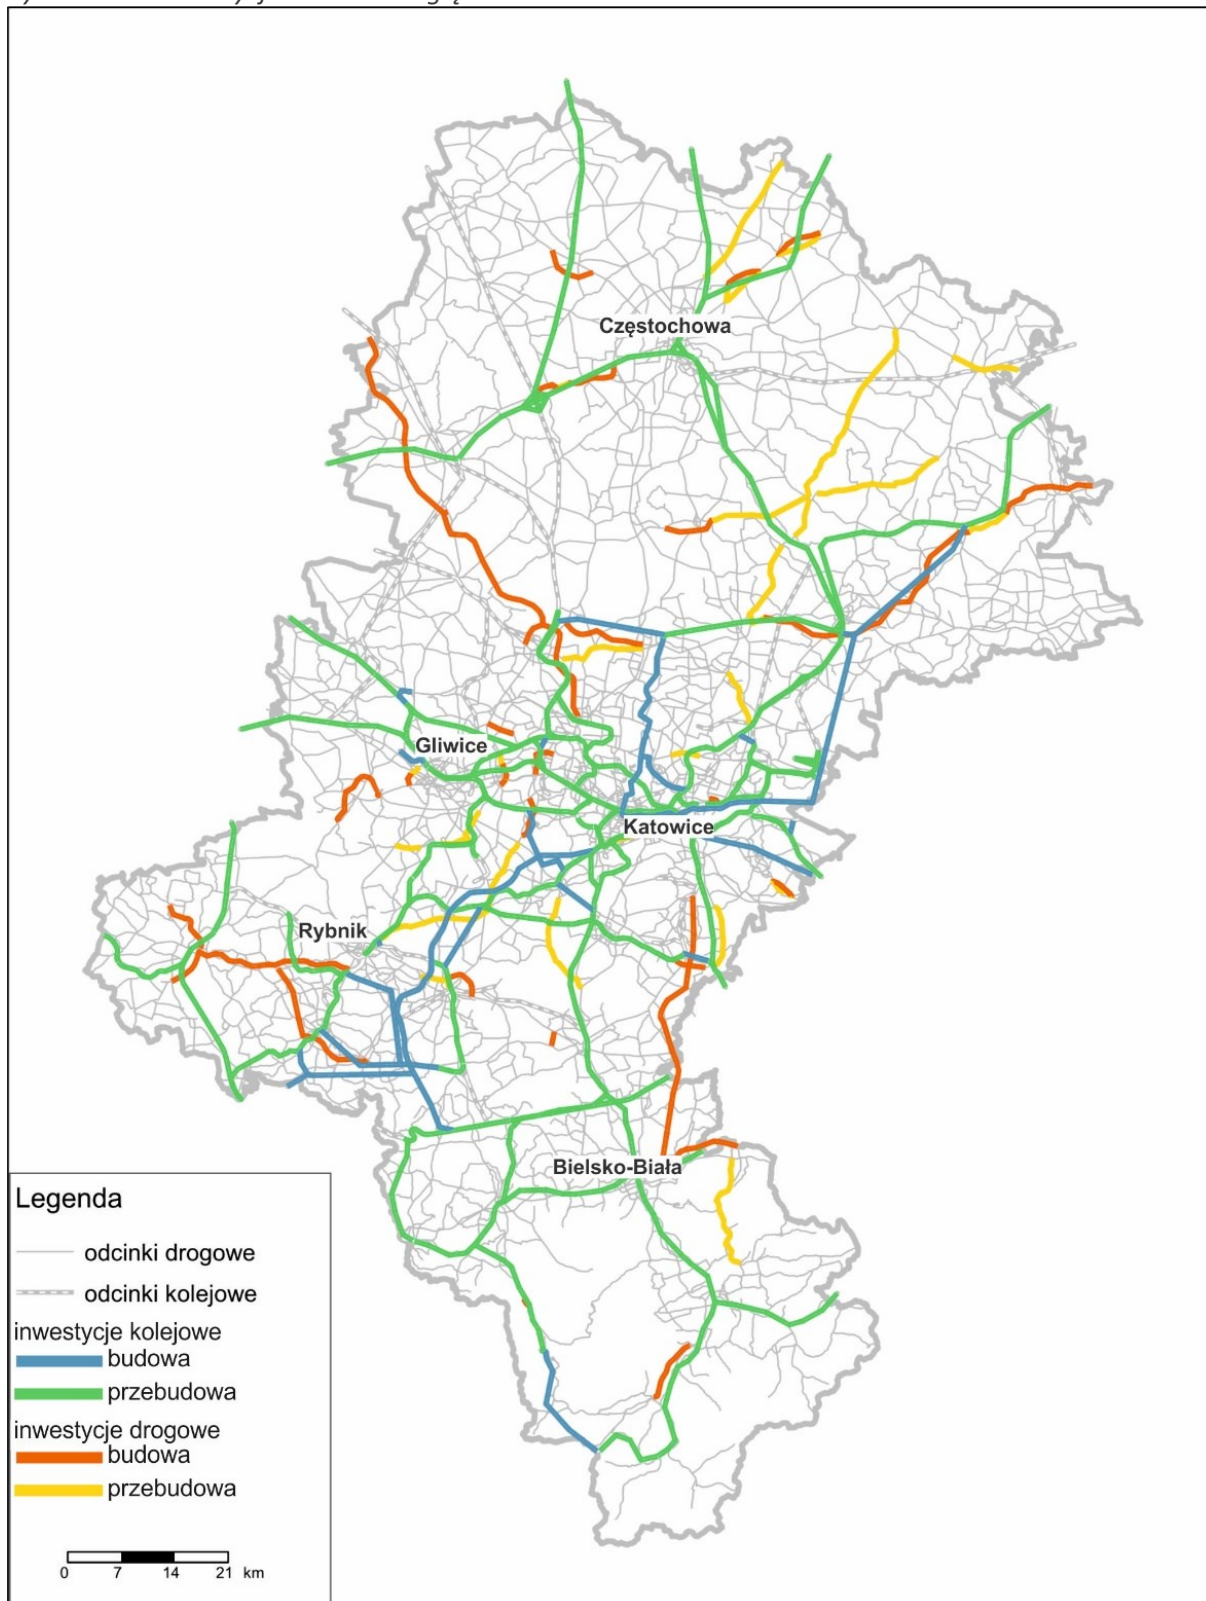 Częstochowa
Gliwice
Katowice
Rybnik
Bielsko-Biała
Legenda
odcinki drogowe
odcinki kolejowe
inwestycje kolejowe
budowa
przebudowa
inwestycje drogowe
budowa
przebudowa
0 7 14 21 km